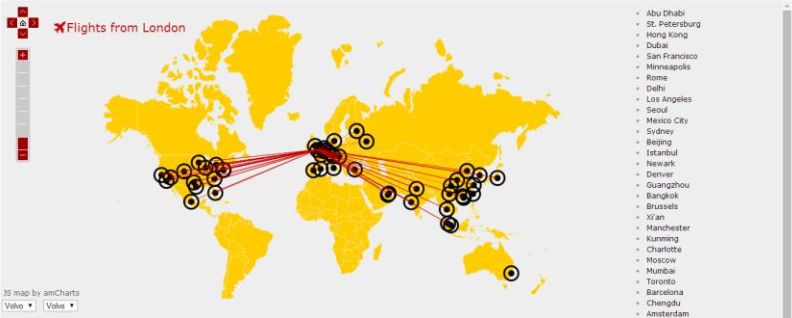 Flights from London
Abu Dhabi
St. Petersburg
Hong Kong
Dubai
San Francisco
Minneapolis
Rome
Delhi
Los Angeles
Seoul
Mexico City
Sydney
Beijing
Istanbul
Newark
Denver
Guangzhou
Bangkok
Brussels
Xi'an
Manchester
Kunming
Charlotte
Moscow
Mumbai
Toronto
Barcelona
Chengdu
Amsterdam
JS map by amCharts
Volvo Volvo